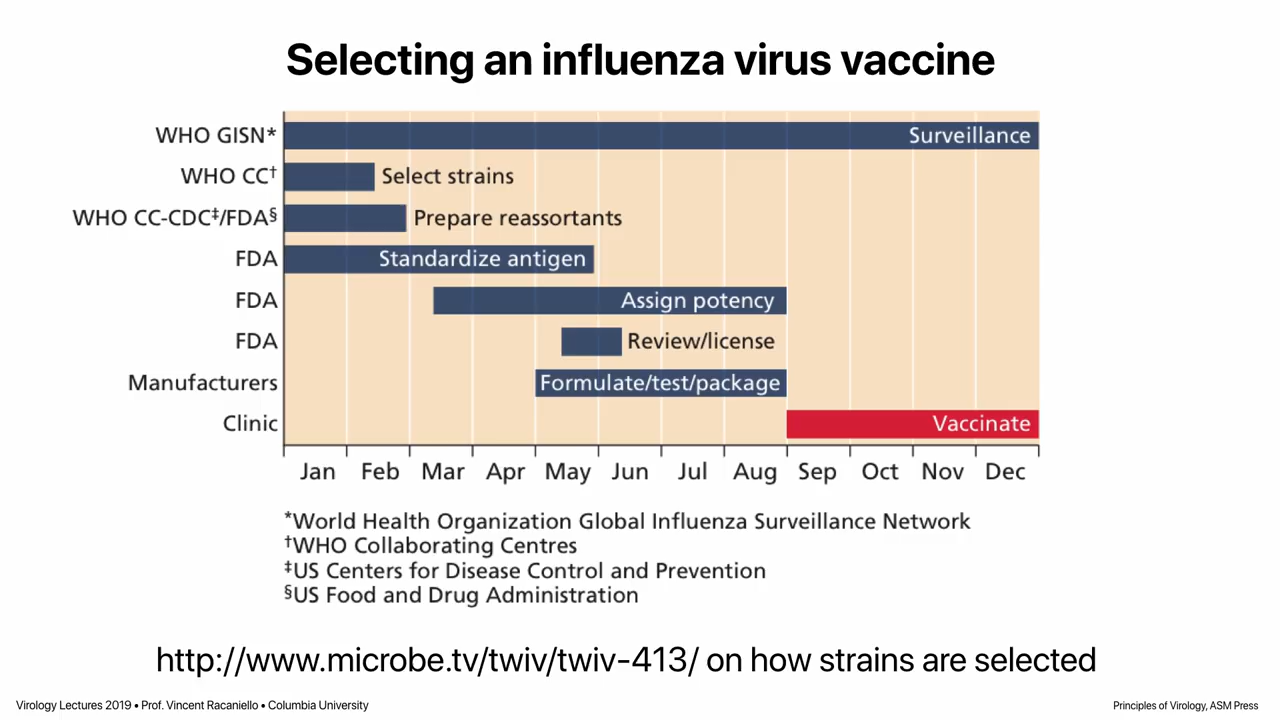 Selecting an influenza virus vaccine
WHO GISN* Surveillance
WHO CC† Select strains
WHO CC-CDC‡/FDA§ Prepare reassortants
FDA Standardize antigen
FDA Assign potency
FDA Review/license
Manufacturers Formulate/test/package
Clinic Vaccinate
Jan Feb Mar Apr May Jun Jul Aug Sep Oct Nov Dec
*World Health Organization Global Influenza Surveillance Network
†WHO Collaborating Centres
‡US Centers for Disease Control and Prevention
§US Food and Drug Administration
http://www.microbe.tv/twiv/twiv-413/ on how strains are selected
Virology Lectures 2019 • Prof. Vincent Racaniello • Columbia University
Principles of Virology, ASM Press